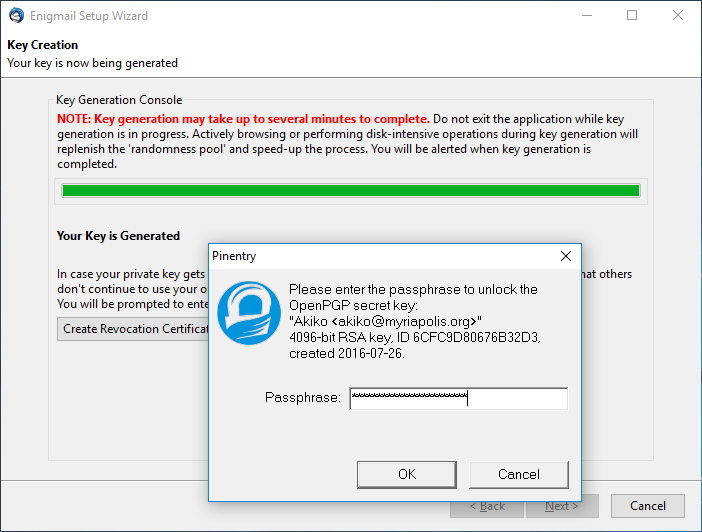 Enigmail Setup Wizard
Key Creation
Your key is now being generated
Key Generation Console
NOTE: Key generation may take up to several minutes to complete. Do not exit the application while key
generation is in progress. Actively browsing or performing disk-intensive operations during key generation will
replenish the 'randomness pool' and speed-up the process. You will be alerted when key generation is
completed.
Your Key is Generated
In case your private key gets
hat others
don't continue to use your o
You will be prompted to ente
Create Revocation Certificat
Pinentry
Please enter the passphrase to unlock the
OpenPGP secret key:
"Akiko <akiko@myriapolis.org>"
4096-bit RSA key, ID 6CFC9D80676B32D3,
created 2016-07-26.
Passphrase:
OK
Cancel
< Back
Next >
Cancel